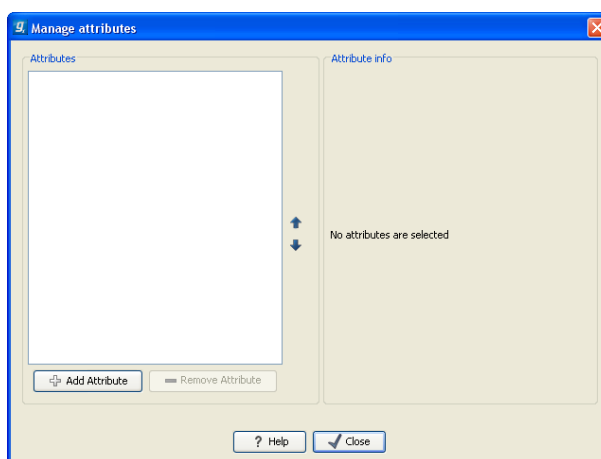 g Manage attributes
Attributes
Attribute info
No attributes are selected
Add Attribute
Remove Attribute
? Help
Close